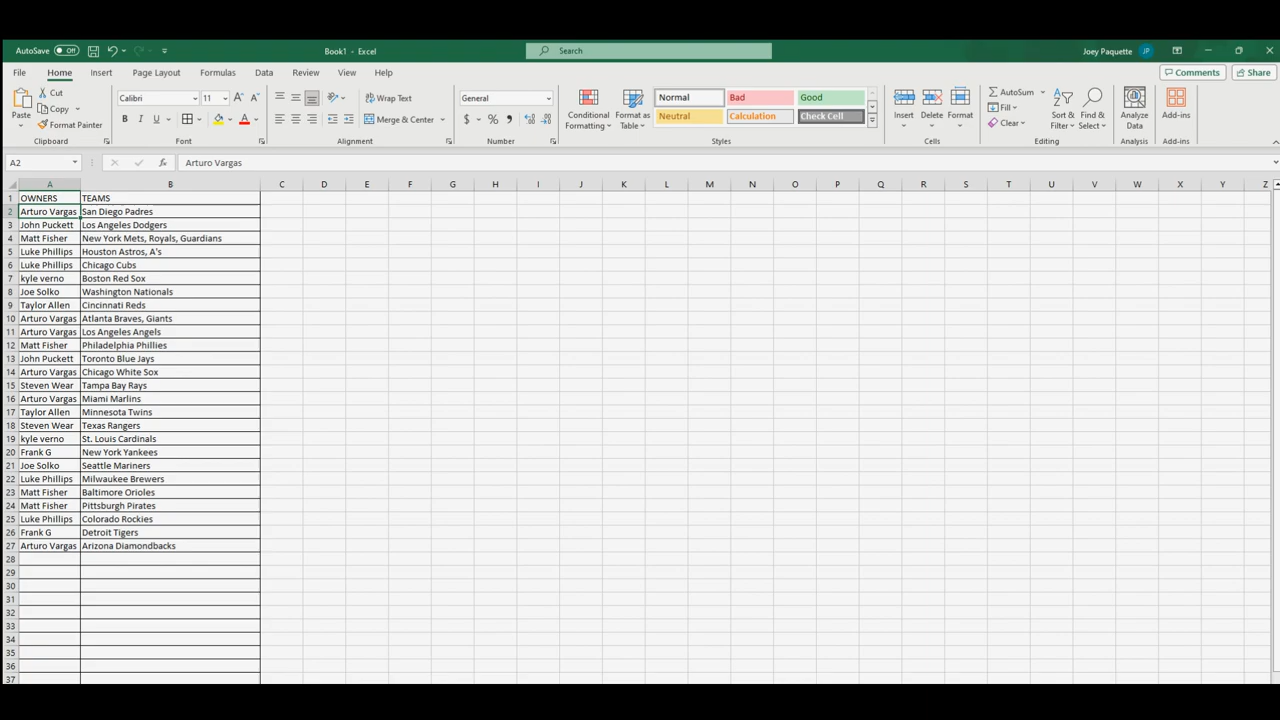 AutoSave Off Book1 - Excel Search Joey Paquette JP
File Home Insert Page Layout Formulas Data Review View Help Comments Share
Cut Calibri 11 Wrap Text General Normal Bad Good AutoSum
Copy Fill
Paste Format Painter Merge & Center Conditional Formatting Format as Table Neutral Calculation Check Cell Insert Delete Format Clear Sort & Filter Find & Select Analyze Data Add-ins
Clipboard Font Alignment Number Styles Cells Editing Analysis Add-ins
A2 fx Arturo Vargas
A B C D E F G H I J K L M N O P Q R S T U V W X Y Z
1 OWNERS TEAMS
2 Arturo Vargas San Diego Padres
3 John Puckett Los Angeles Dodgers
4 Matt Fisher New York Mets, Royals, Guardians
5 Luke Phillips Houston Astros, A's
6 Luke Phillips Chicago Cubs
7 kyle verno Boston Red Sox
8 Joe Solko Washington Nationals
9 Taylor Allen Cincinnati Reds
10 Arturo Vargas Atlanta Braves, Giants
11 Arturo Vargas Los Angeles Angels
12 Matt Fisher Philadelphia Phillies
13 John Puckett Toronto Blue Jays
14 Arturo Vargas Chicago White Sox
15 Steven Wear Tampa Bay Rays
16 Arturo Vargas Miami Marlins
17 Taylor Allen Minnesota Twins
18 Steven Wear Texas Rangers
19 kyle verno St. Louis Cardinals
20 Frank G New York Yankees
21 Joe Solko Seattle Mariners
22 Luke Phillips Milwaukee Brewers
23 Matt Fisher Baltimore Orioles
24 Matt Fisher Pittsburgh Pirates
25 Luke Phillips Colorado Rockies
26 Frank G Detroit Tigers
27 Arturo Vargas Arizona Diamondbacks
28
29
30
31
32
33
34
35
36
37